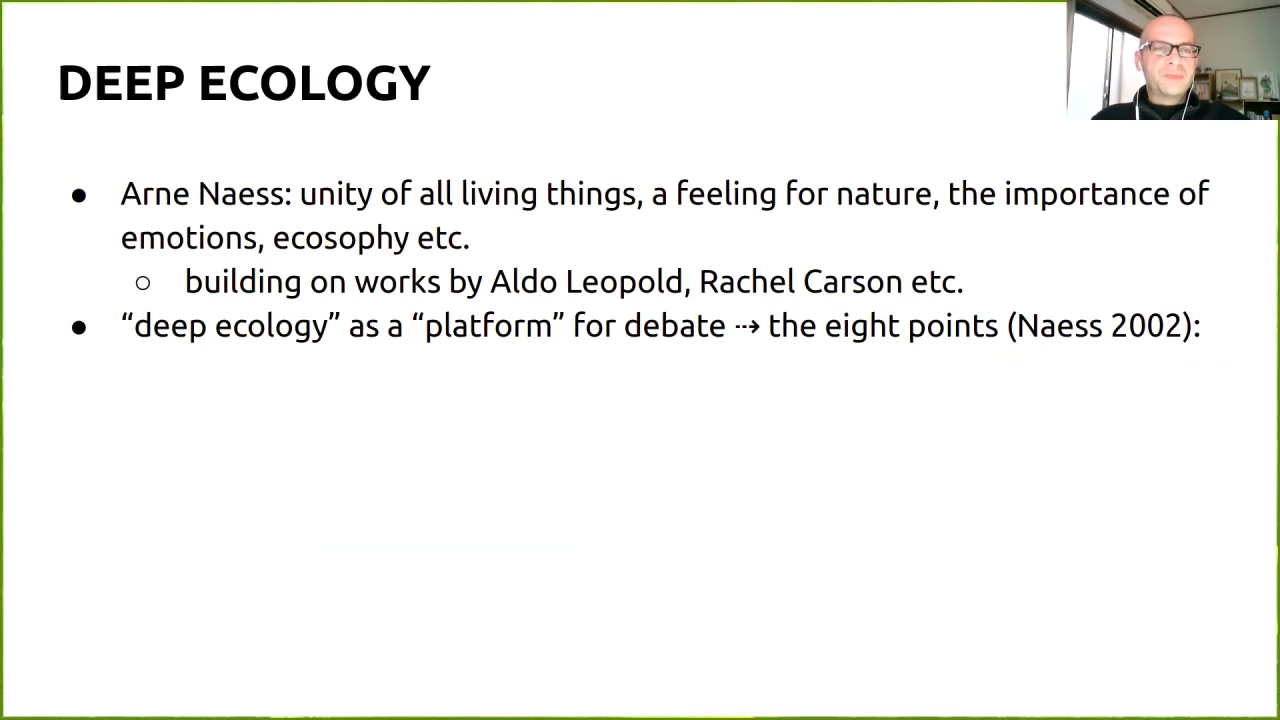 DEEP ECOLOGY
● Arne Naess: unity of all living things, a feeling for nature, the importance of
emotions, ecosophy etc.
○ building on works by Aldo Leopold, Rachel Carson etc.
● “deep ecology” as a “platform” for debate ⇢ the eight points (Naess 2002):